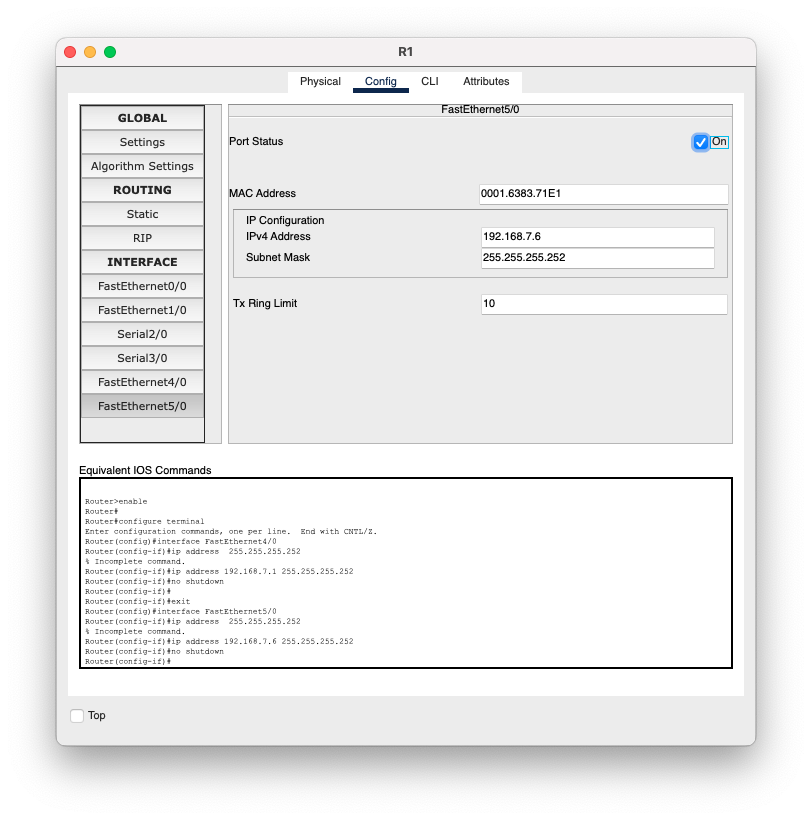 R1
Physical Config CLI Attributes
GLOBAL
Settings
Algorithm Settings
ROUTING
Static
RIP
INTERFACE
FastEthernet0/0
FastEthernet1/0
Serial2/0
Serial3/0
FastEthernet4/0
FastEthernet5/0
FastEthernet5/0
Port Status On
MAC Address 0001.6383.71E1
IP Configuration
IPv4 Address 192.168.7.6
Subnet Mask 255.255.255.252
Tx Ring Limit 10
Equivalent IOS Commands
Router>enable
Router#
Router#configure terminal
Enter configuration commands, one per line.  End with CNTL/Z.
Router(config)#interface FastEthernet4/0
Router(config-if)#ip address  255.255.255.252
% Incomplete command.
Router(config-if)#ip address 192.168.7.1 255.255.255.252
Router(config-if)#no shutdown
Router(config-if)#
Router(config-if)#exit
Router(config)#interface FastEthernet5/0
Router(config-if)#ip address  255.255.255.252
% Incomplete command.
Router(config-if)#ip address 192.168.7.6 255.255.255.252
Router(config-if)#no shutdown
Router(config-if)#
Top